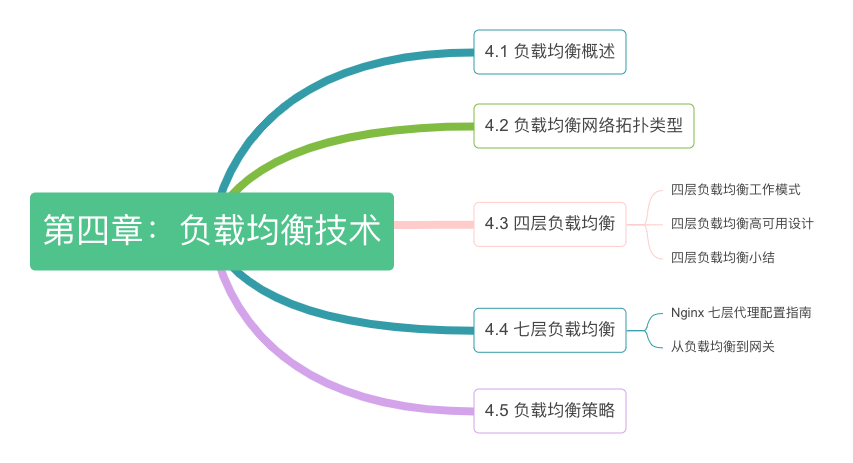 第四章：负载均衡技术
4.1 负载均衡概述
4.2 负载均衡网络拓扑类型
4.3 四层负载均衡
四层负载均衡工作模式
四层负载均衡高可用设计
四层负载均衡小结
4.4 七层负载均衡
Nginx 七层代理配置指南
从负载均衡到网关
4.5 负载均衡策略